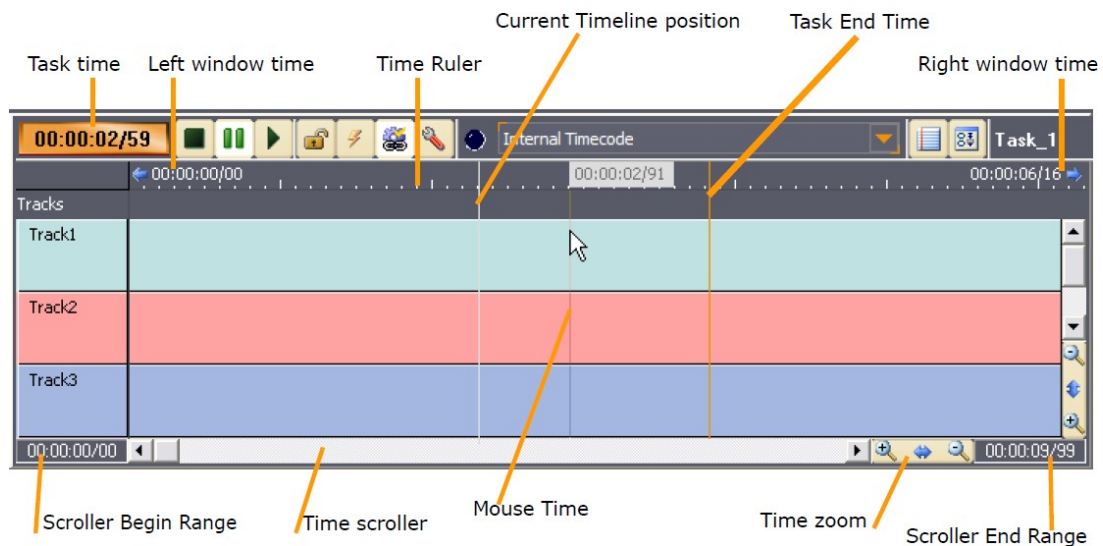 Current Timeline position
Task End Time
Task time
Left window time
Time Ruler
Right window time
00:00:02/59
Internal Timecode
Task_1
00:00:00/00
00:00:02/91
00:00:06/16
Tracks
Track1
Track2
Track3
00:00:00/00
00:00:09/99
Scroller Begin Range
Time scroller
Mouse Time
Time zoom
Scroller End Range